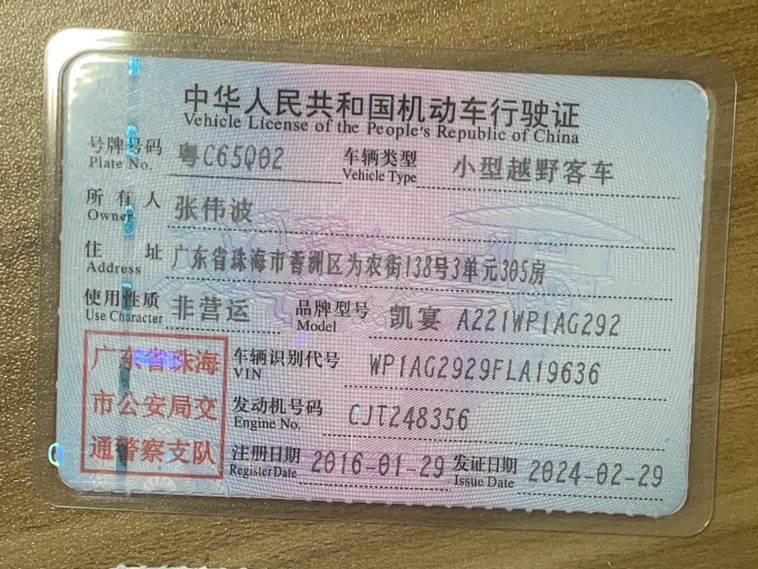 中华人民共和国机动车行驶证
Vehicle License of the People's Republic of China
号牌号码 粤C65Q02 车辆类型 小型越野客车
Plate No. Vehicle Type
所有人 张伟波
Owner
住址 广东省珠海市香洲区为农街138号3单元305房
Address
使用性质 非营运 品牌型号 凯宴 A221WP1AG292
Use Character Model
广东省珠海
市公安局交
通警察支队
车辆识别代号 WP1AG2929FLA19636
VIN
发动机号码 CJT248356
Engine No.
注册日期 2016-01-29 发证日期 2024-02-29
Register Date Issue Date